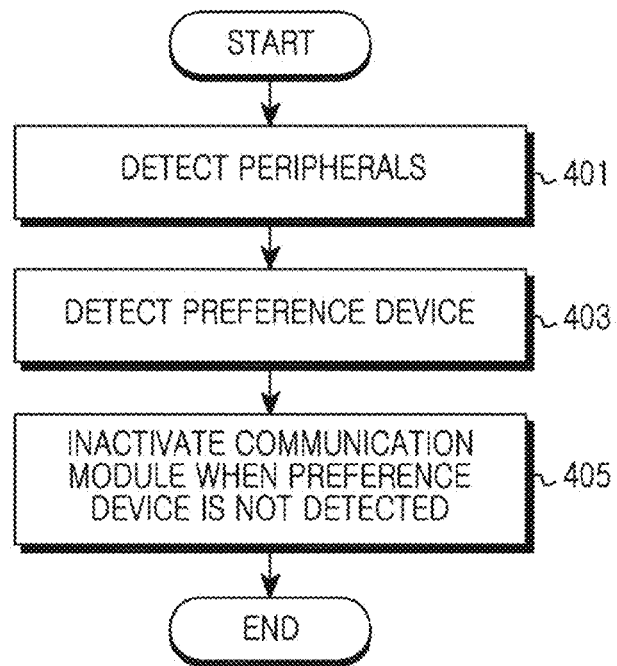 START
DETECT PERIPHERALS
401
DETECT PREFERENCE DEVICE
403
INACTIVATE COMMUNICATION
MODULE WHEN PREFERENCE
DEVICE IS NOT DETECTED
405
END